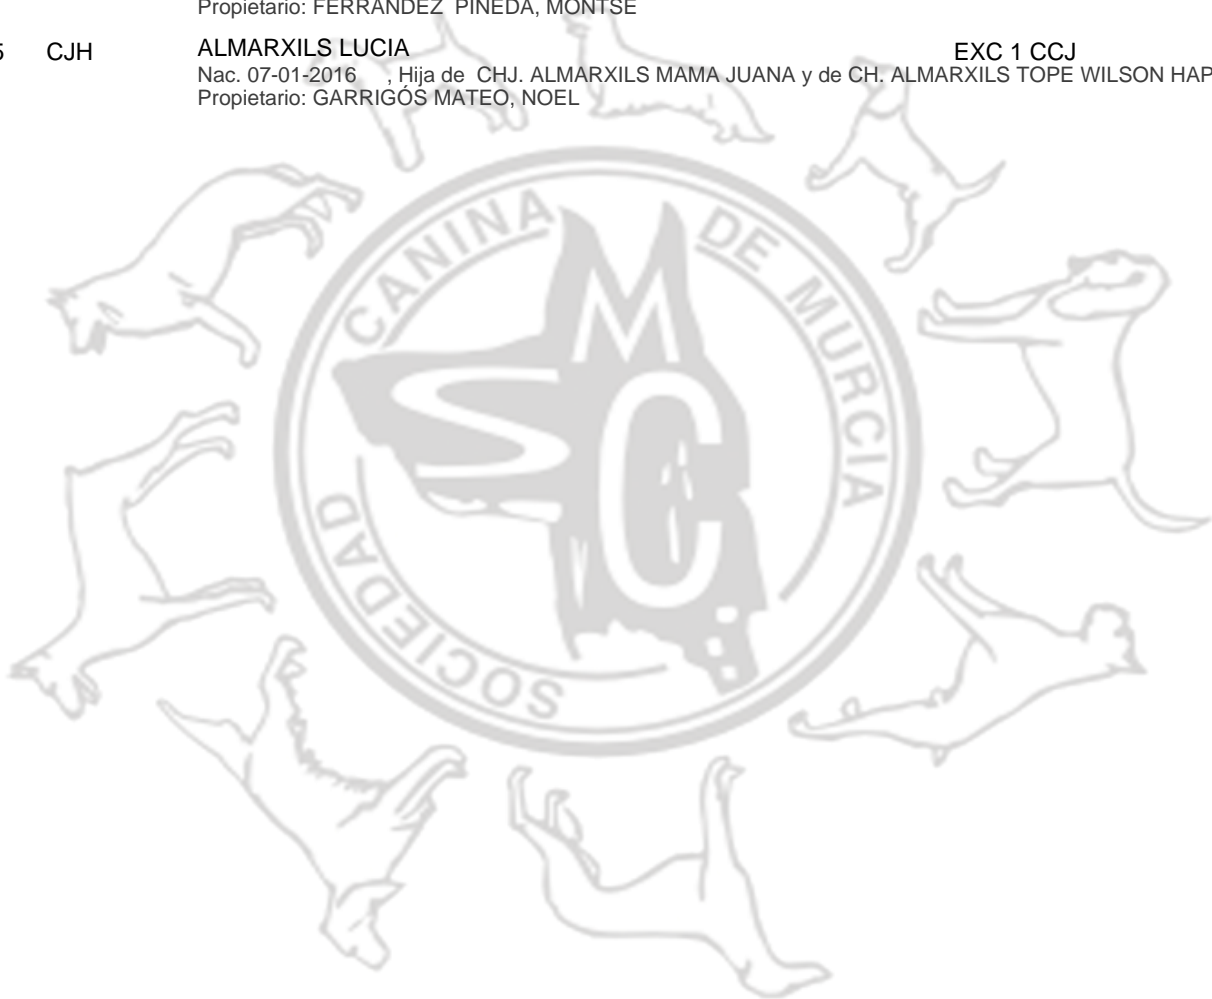 Propietario: FERRANDEZ PINEDA, MONTSE
5 CJH ALMARXILS LUCIA EXC 1 CCJ
Nac. 07-01-2016 , Hija de CHJ. ALMARXILS MAMA JUANA y de CH. ALMARXILS TOPE WILSON HAP
Propietario: GARRIGÓS MATEO, NOEL
SOCIEDAD CANINA DE MURCIA
M
S
C